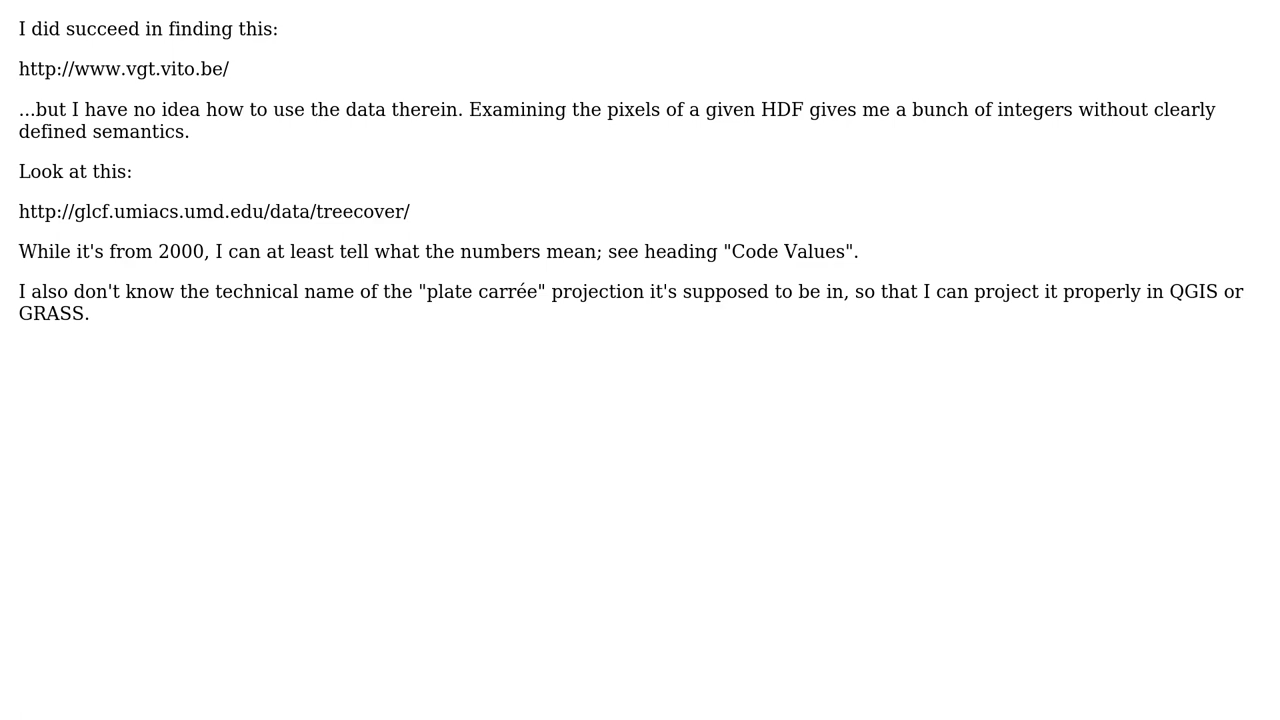 I did succeed in finding this:
http://www.vgt.vito.be/
...but I have no idea how to use the data therein. Examining the pixels of a given HDF gives me a bunch of integers without clearly
defined semantics.
Look at this:
http://glcf.umiacs.umd.edu/data/treecover/
While it's from 2000, I can at least tell what the numbers mean; see heading "Code Values".
I also don't know the technical name of the "plate carrée" projection it's supposed to be in, so that I can project it properly in QGIS or
GRASS.